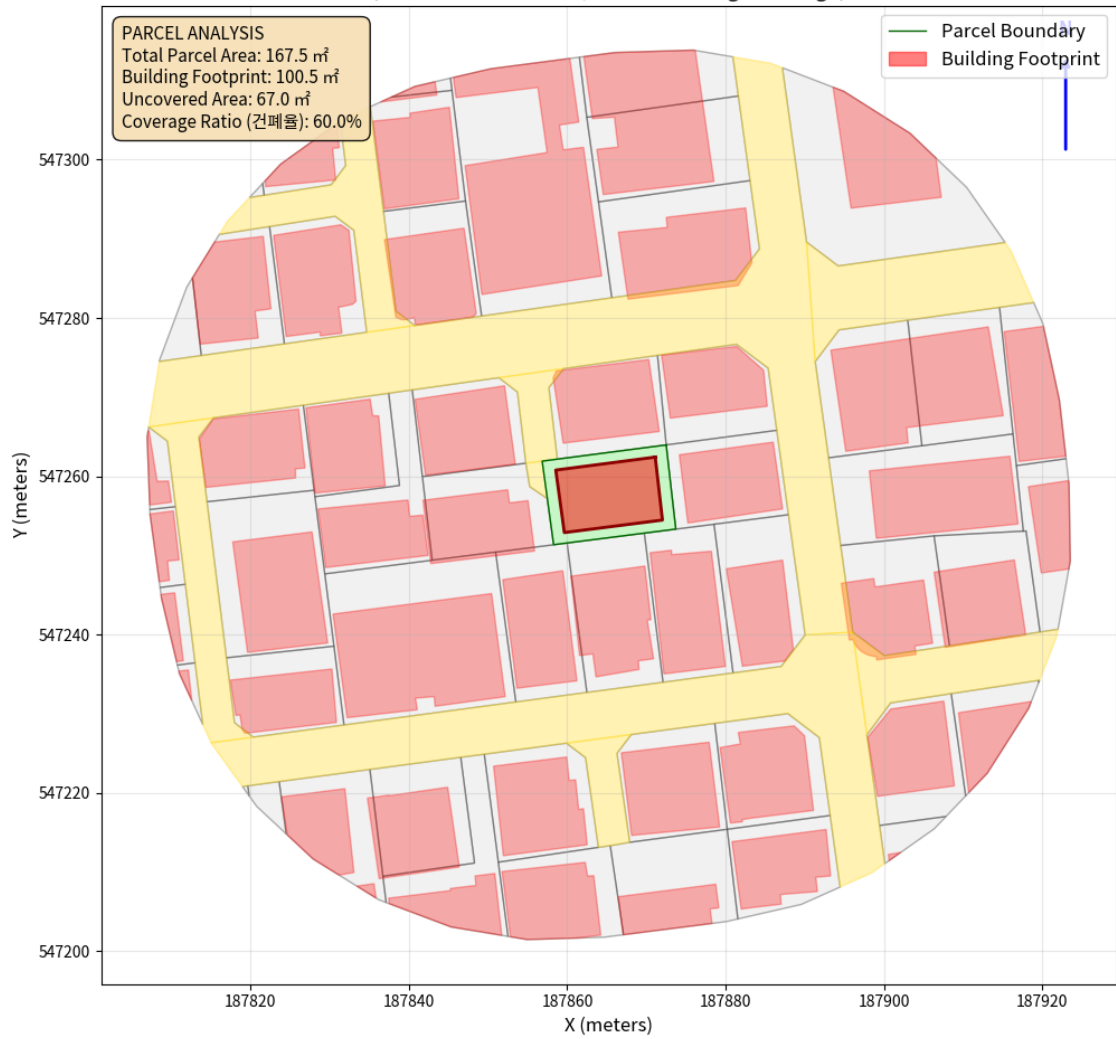 PARCEL ANALYSIS
Total Parcel Area: 167.5 ㎡
Building Footprint: 100.5 ㎡
Uncovered Area: 67.0 ㎡
Coverage Ratio (건폐율): 60.0%
Parcel Boundary
Building Footprint
547300
547280
547260
547240
547220
547200
Y (meters)
187820
187840
187860
187880
187900
187920
X (meters)